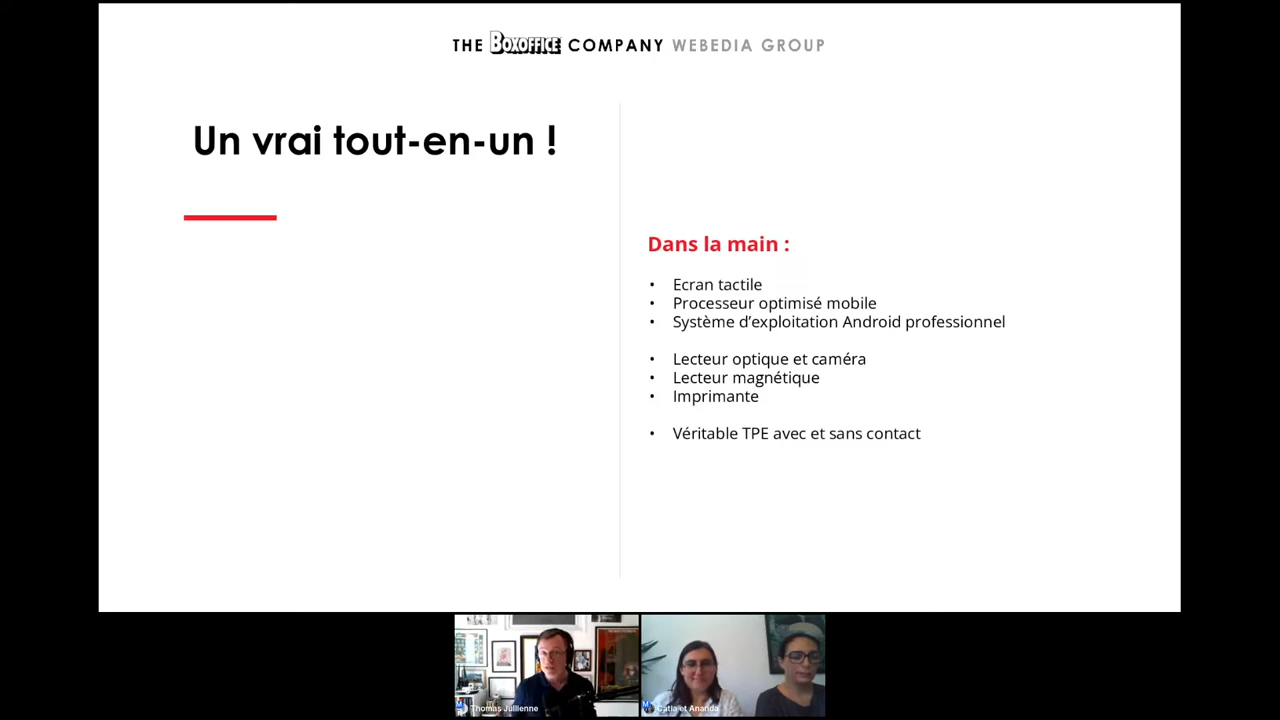 THE BOXOFFICE COMPANY WEBEDIA GROUP
Un vrai tout-en-un !
Dans la main :
• Ecran tactile
• Processeur optimisé mobile
• Système d’exploitation Android professionnel
• Lecteur optique et caméra
• Lecteur magnétique
• Imprimante
• Véritable TPE avec et sans contact
Thomas Jullienne
Catia et Ananda